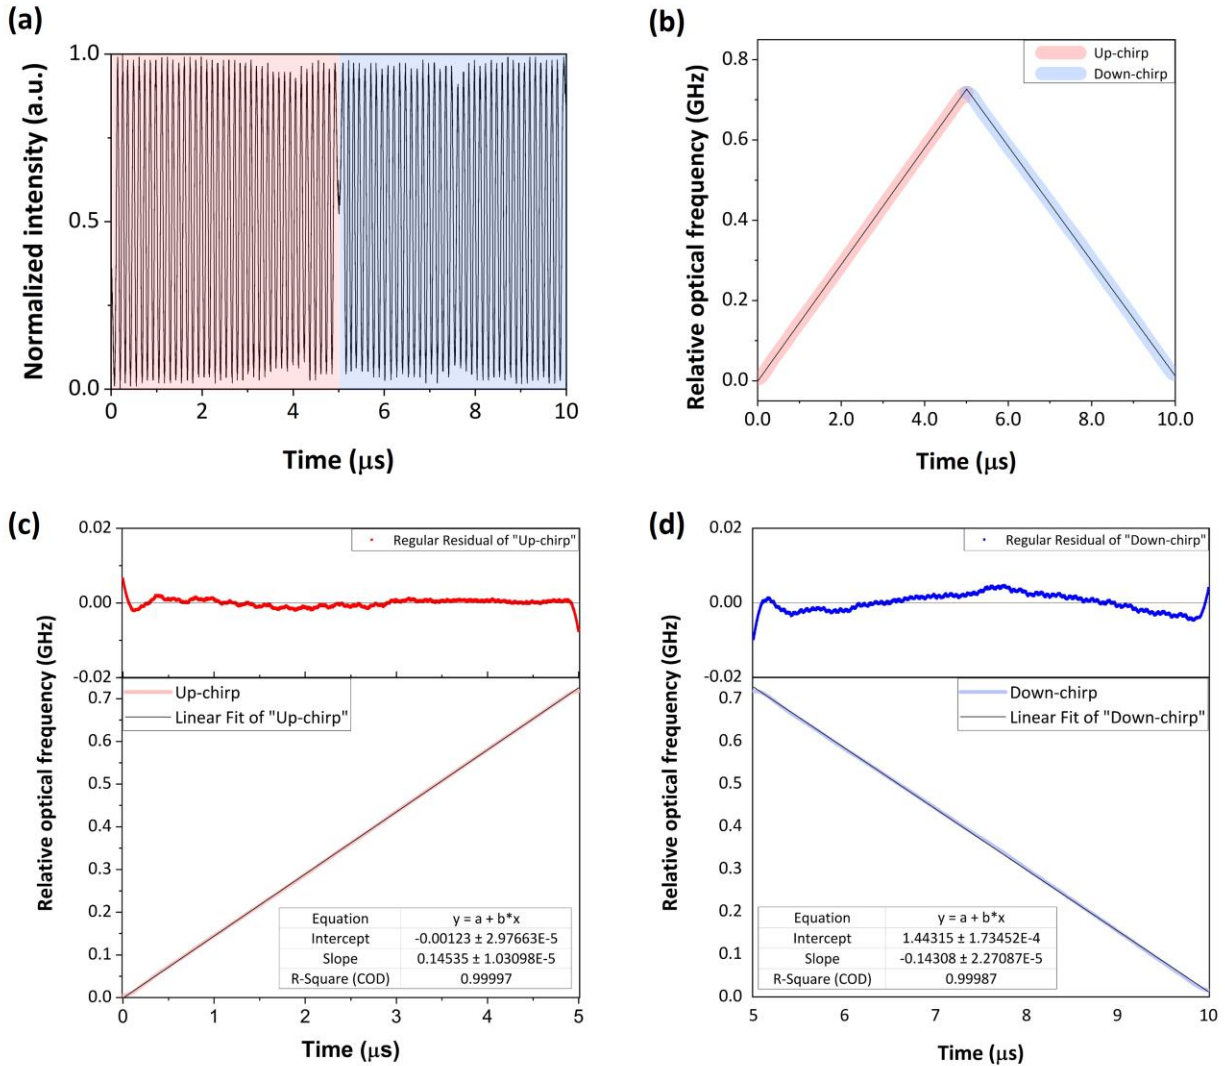 (a)
Normalized intensity (a.u.)
1.0
0.5
0.0
0 2 4 6 8 10
Time (μs)
(b)
Relative optical frequency (GHz)
0.8
0.6
0.4
0.2
0.0
Up-chirp
Down-chirp
0.0 2.0 4.0 6.0 8.0 10.0
Time (μs)
(c)
Relative optical frequency (GHz)
0.02
0.00
-0.02
Regular Residual of "Up-chirp"
0.7
0.6
0.5
0.4
0.3
0.2
0.1
0.0
Up-chirp
Linear Fit of "Up-chirp"
Equation y = a + b*x
Intercept -0.00123 ± 2.97663E-5
Slope 0.14535 ± 1.03098E-5
R-Square (COD) 0.99997
0 1 2 3 4 5
Time (μs)
(d)
Relative optical frequency (GHz)
0.02
0.00
-0.02
Regular Residual of "Down-chirp"
0.7
0.6
0.5
0.4
0.3
0.2
0.1
0.0
Down-chirp
Linear Fit of "Down-chirp"
Equation y = a + b*x
Intercept 1.44315 ± 1.73452E-4
Slope -0.14308 ± 2.27087E-5
R-Square (COD) 0.99987
5 6 7 8 9 10
Time (μs)